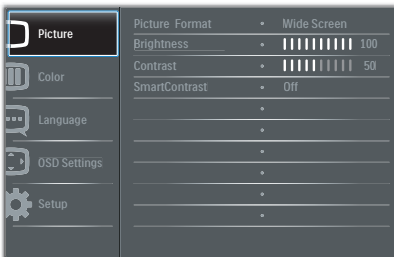 Picture
Color
Language
OSD Settings
Setup
Picture Format • Wide Screen
Brightness • 100
Contrast • 50
SmartContrast • Off